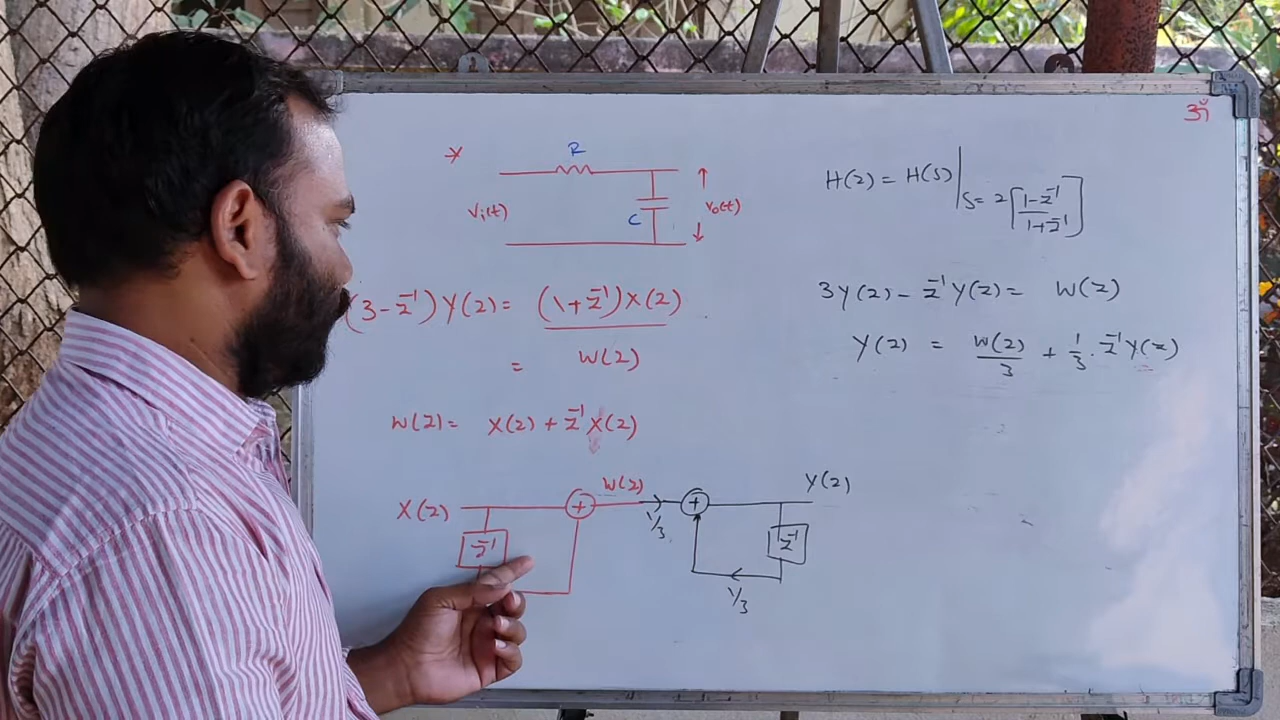 ॐ
R
Vi(t)
C
Vo(t)
H(z) = H(s) | s = 2 [ 1-z⁻¹ / 1+z⁻¹ ]
(3-z⁻¹) Y(z) = (1+z⁻¹) X(z)
= W(z)
W(z) = X(z) + z⁻¹ X(z)
3Y(z) - z⁻¹ Y(z) = W(z)
Y(z) = W(z)/3 + 1/3 . z⁻¹ Y(z)
X(z)
+
W(z)
1/3
+
Y(z)
z⁻¹
z⁻¹
1/3